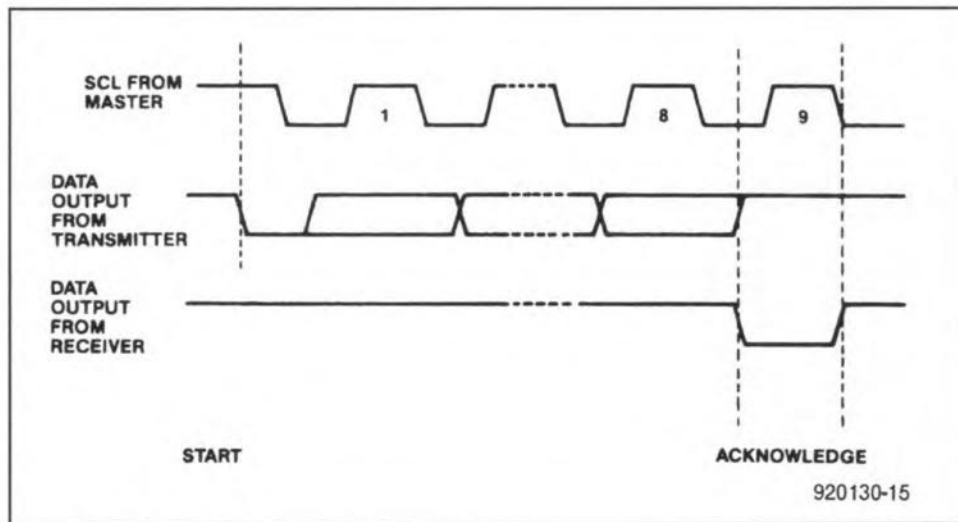 SCL FROM
MASTER
1
8
9
DATA
OUTPUT
FROM
TRANSMITTER
DATA
OUTPUT
FROM
RECEIVER
START
ACKNOWLEDGE
920130-15